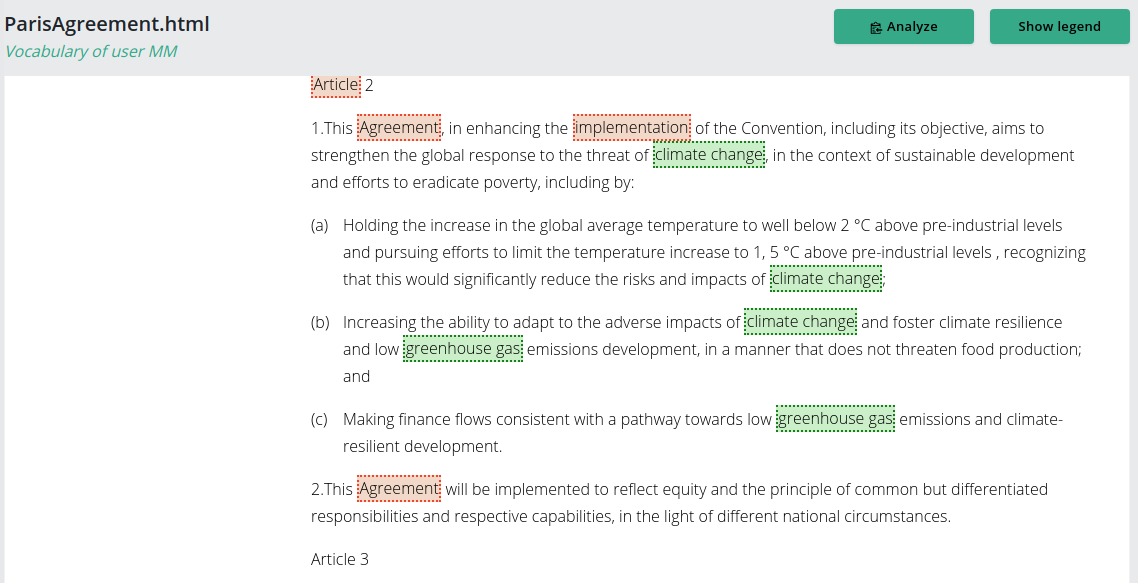 ParisAgreement.html
Vocabulary of user MM
Analyze
Show legend
Article 2
1.This Agreement, in enhancing the implementation of the Convention, including its objective, aims to
strengthen the global response to the threat of climate change, in the context of sustainable development
and efforts to eradicate poverty, including by:
(a) Holding the increase in the global average temperature to well below 2 °C above pre-industrial levels
and pursuing efforts to limit the temperature increase to 1, 5 °C above pre-industrial levels , recognizing
that this would significantly reduce the risks and impacts of climate change;
(b) Increasing the ability to adapt to the adverse impacts of climate change and foster climate resilience
and low greenhouse gas emissions development, in a manner that does not threaten food production;
and
(c) Making finance flows consistent with a pathway towards low greenhouse gas emissions and climate-
resilient development.
2.This Agreement will be implemented to reflect equity and the principle of common but differentiated
responsibilities and respective capabilities, in the light of different national circumstances.
Article 3